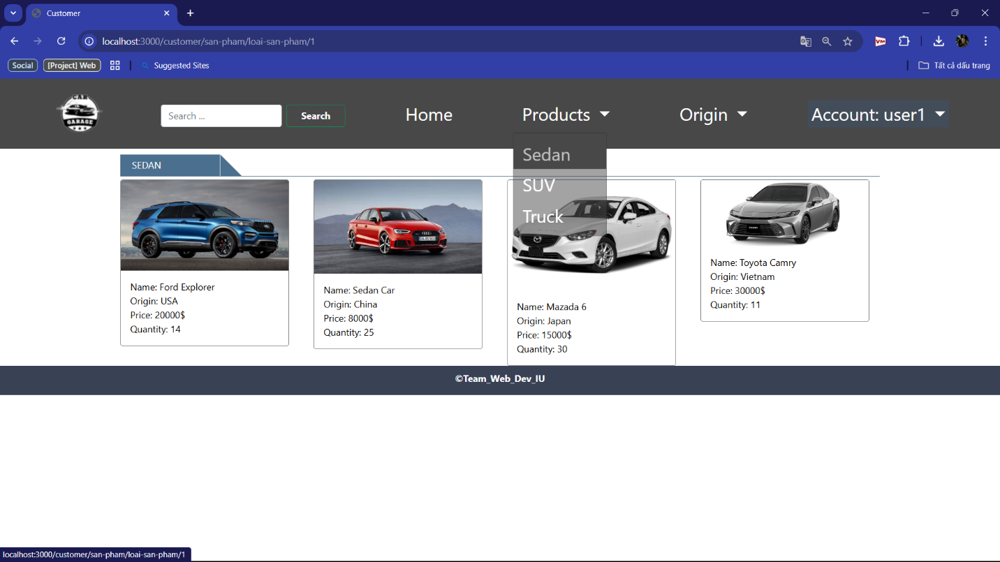 Customer
localhost:3000/customer/san-pham/loai-san-pham/1
Social
[Project] Web
Suggested Sites
Tất cả dấu trang
CAR
GARAGE
Search ...
Search
Home
Products
Origin
Account: user1
Sedan
SUV
Truck
SEDAN
Name: Ford Explorer
Origin: USA
Price: 20000$
Quantity: 14
Name: Sedan Car
Origin: China
Price: 8000$
Quantity: 25
Name: Mazada 6
Origin: Japan
Price: 15000$
Quantity: 30
Name: Toyota Camry
Origin: Vietnam
Price: 30000$
Quantity: 11
©Team_Web_Dev_IU
localhost:3000/customer/san-pham/loai-san-pham/1